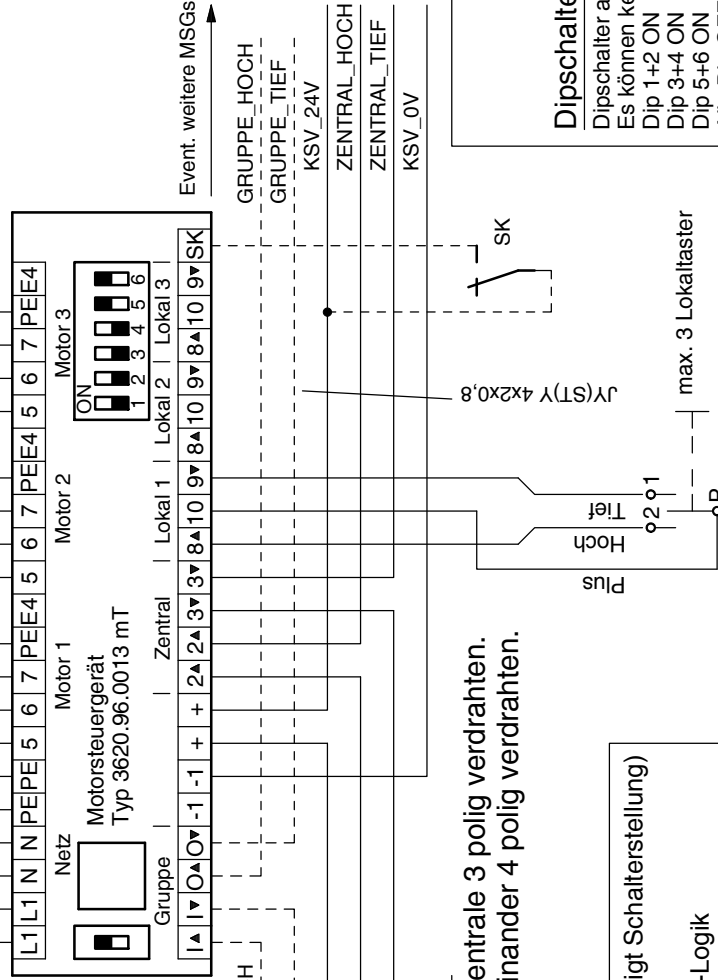 L1 L1 N N PE PE 5 6 7 PE E4 5 6 7 PE E4 5 6 7 PE E4
Netz
Motor 1
Motor 2
Motor 3
Motorsteuergerät
Typ 3620.96.0013 mT
ON
1 2 3 4 5 6
Gruppe
Zentral
Lokal 1
Lokal 2
Lokal 3
I▲ I▼ O▲ O▼ -1 -1 + + 2▲ 2▲ 3▼ 3▼ 8▲ 10 9▼ 8▲ 10 9▼ 8▲ 10 9▼ SK
Event. weitere MSGs
GRUPPE_HOCH
GRUPPE_TIEF
KSV_24V
ZENTRAL_HOCH
ZENTRAL_TIEF
KSV_0V
H
SK
JY(ST)Y 4x2x0,8
max. 3 Lokaltaster
Plus
Hoch
Tief
2
1
P
entrale 3 polig verdrahten.
inander 4 polig verdrahten.
igt Schalterstellung)
-Logik
Dipschalte
Dipschalter a
Es können ke
Dip 1+2 ON
Dip 3+4 ON
Dip 5+6 ON